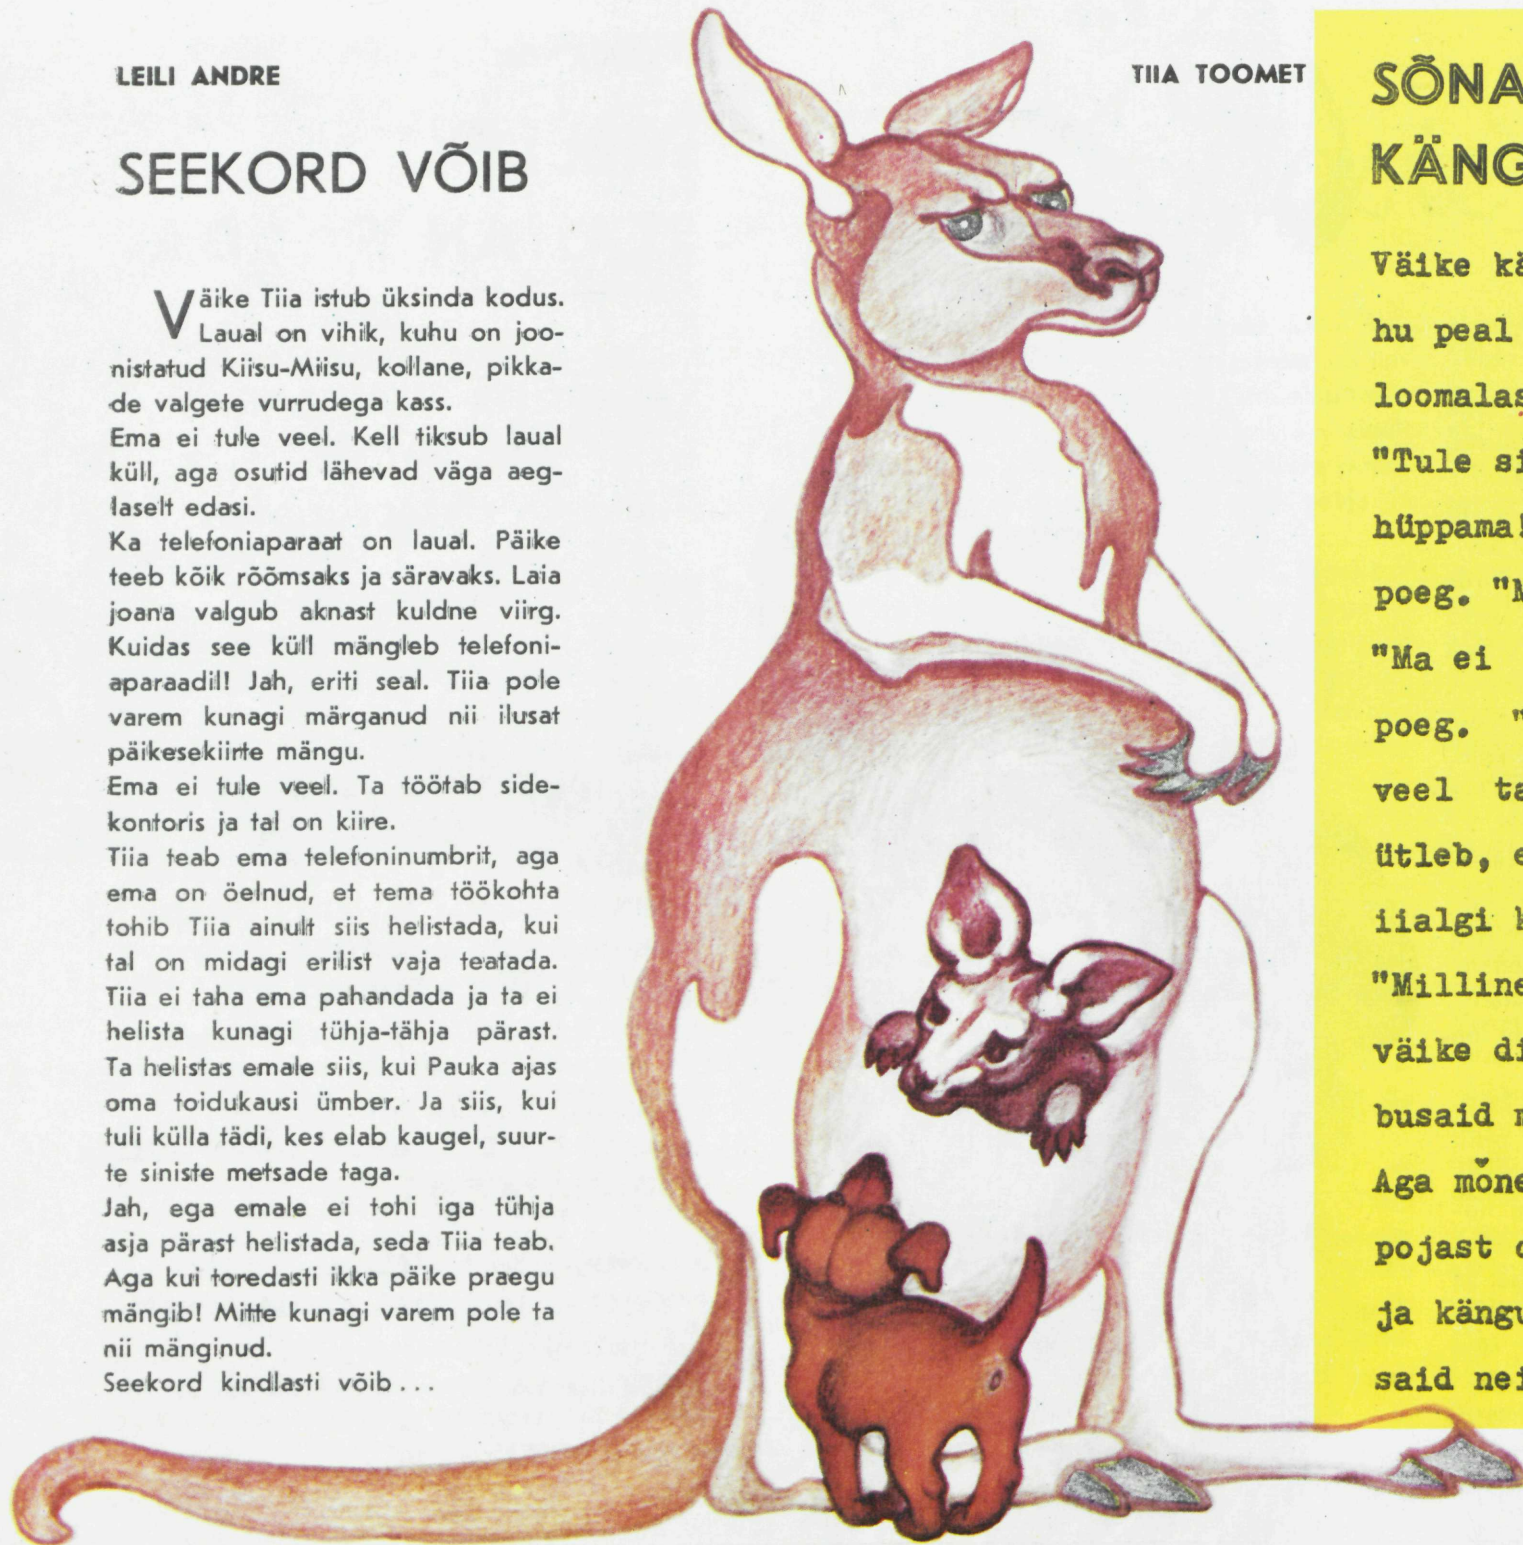 LEILI ANDRE
SEEKORD VÕIB
Väike Tiia istub üksinda kodus.
Laual on vihik, kuhu on joo-
nistatud Kiisu-Miisu, kollane, pikka-
de valgete vurrudega kass.
Ema ei tule veel. Kell tiksub laual
küll, aga osutid lähevad väga aeg-
laselt edasi.
Ka telefoniaparaat on laual. Päike
teeb kõik rõõmsaks ja säravaks. Laia
joana valgub aknast kuldne viirg.
Kuidas see küll mängleb telefoni-
aparaadil! Jah, eriti seal. Tiia pole
varem kunagi märganud nii ilusat
päikesekiirte mängu.
Ema ei tule veel. Ta töötab side-
kontoris ja tal on kiire.
Tiia teab ema telefoninumbrit, aga
ema on öelnud, et tema töökohta
tohib Tiia ainult siis helistada, kui
tal on midagi erilist vaja teatada.
Tiia ei taha ema pahandada ja ta ei
helista kunagi tühja-tähja pärast.
Ta helistas emale siis, kui Pauka ajas
oma toidukausi ümber. Ja siis, kui
tuli külla tädi, kes elab kaugel, suur-
te siniste metsade taga.
Jah, ega emale ei tohi iga tühja
asja pärast helistada, seda Tiia teab.
Aga kui toredasti ikka päike praegu
mängib! Mitte kunagi varem pole ta
nii mänginud.
Seekord kindlasti võib...
TIIA TOOMET
SÕNA
KÄNG
Väike kä
hu peal
loomalas
"Tule si
hüppama!
poeg. "M
"Ma ei
poeg. "
veel ta
ütleb, e
iialgi k
"Milline
väike di
busaid m
Aga mõne
pojast o
ja kängu
said nei